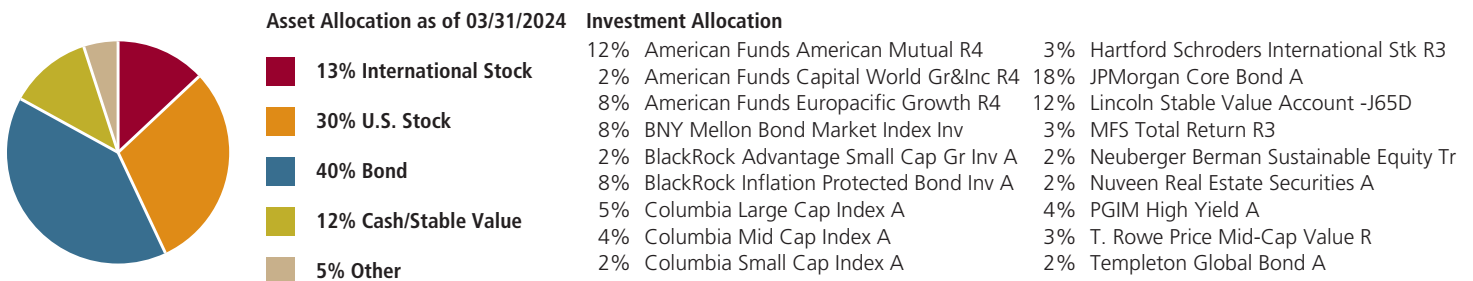 Asset Allocation as of 03/31/2024
13% International Stock
30% U.S. Stock
40% Bond
12% Cash/Stable Value
5% Other
Investment Allocation
12% American Funds American Mutual R4
2% American Funds Capital World Gr&Inc R4
8% American Funds Europacific Growth R4
8% BNY Mellon Bond Market Index Inv
2% BlackRock Advantage Small Cap Gr Inv A
8% BlackRock Inflation Protected Bond Inv A
5% Columbia Large Cap Index A
4% Columbia Mid Cap Index A
2% Columbia Small Cap Index A
3% Hartford Schroders International Stk R3
18% JPMorgan Core Bond A
12% Lincoln Stable Value Account -J65D
3% MFS Total Return R3
2% Neuberger Berman Sustainable Equity Tr
2% Nuveen Real Estate Securities A
4% PGIM High Yield A
3% T. Rowe Price Mid-Cap Value R
2% Templeton Global Bond A